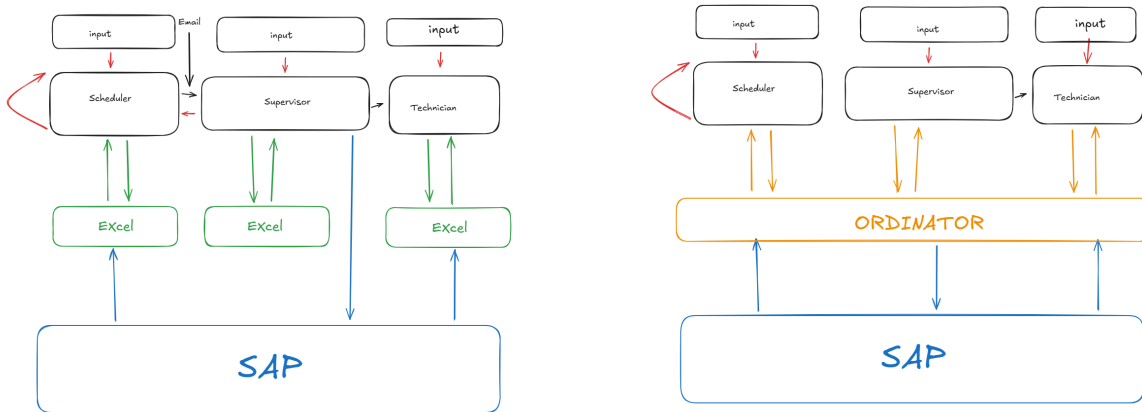 Email
input
input
input
Scheduler
Supervisor
Technician
EXcel
EXcel
EXcel
SAP
input
input
input
Scheduler
Supervisor
Technician
ORDINATOR
SAP